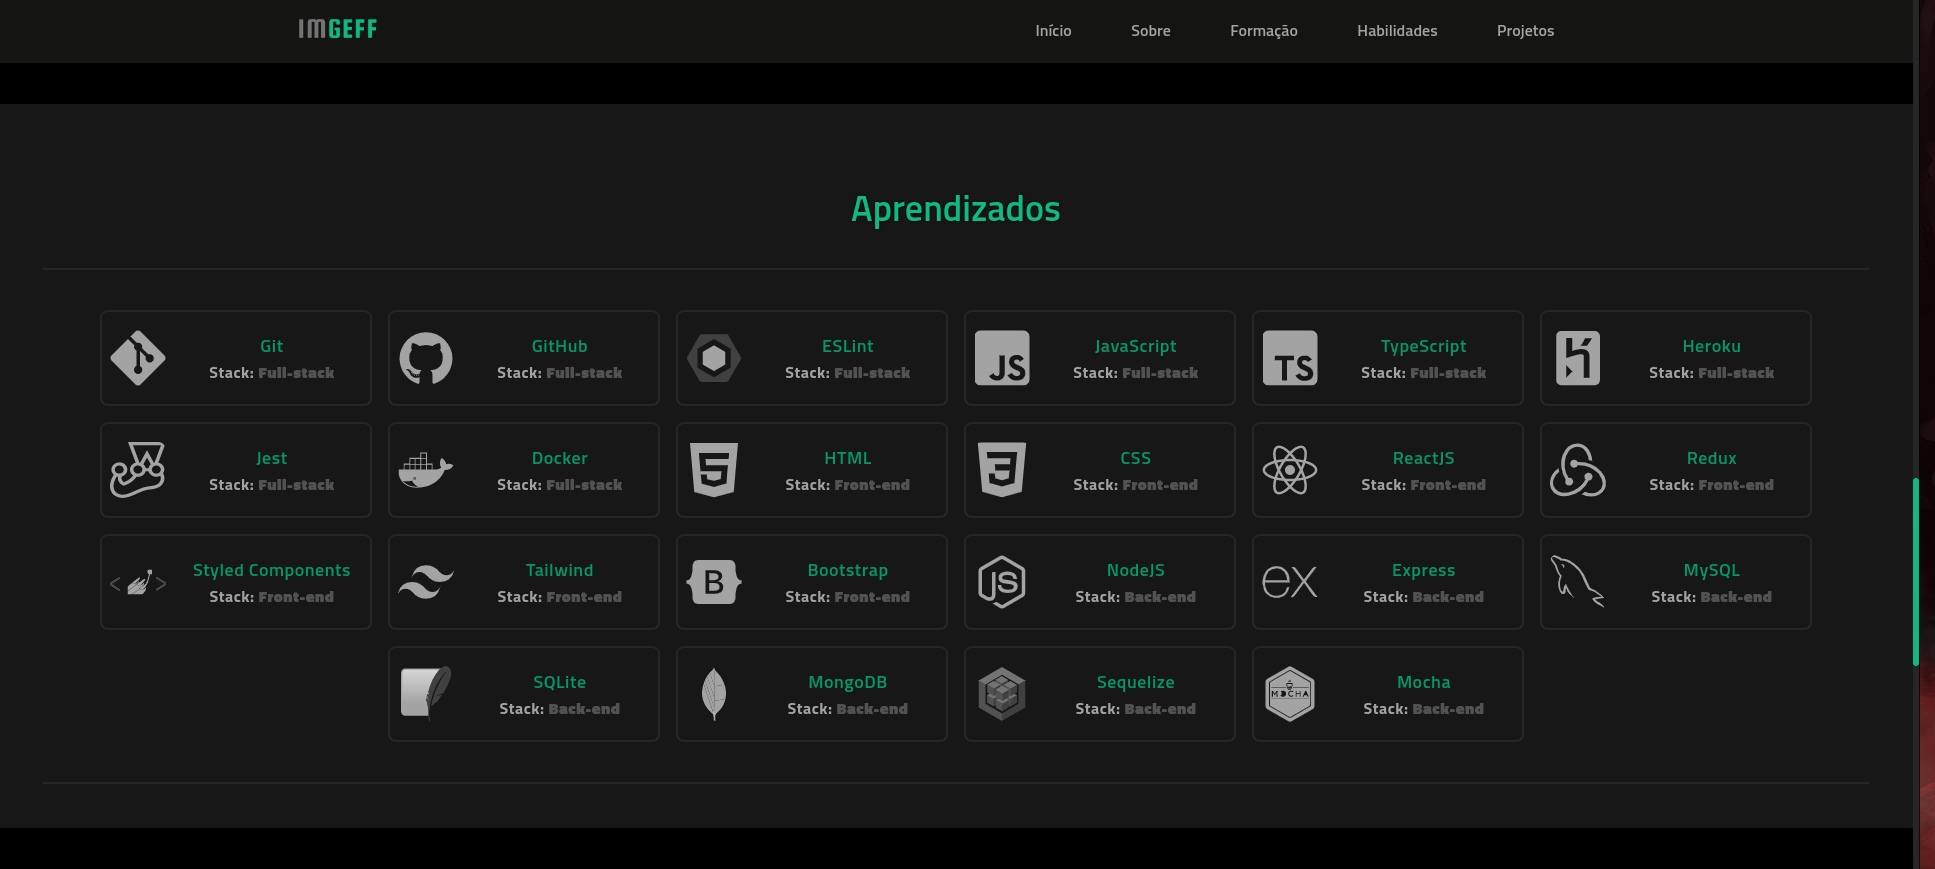 IMGEFF
Início Sobre Formação Habilidades Projetos
Aprendizados
Git
Stack: Full-stack
GitHub
Stack: Full-stack
ESLint
Stack: Full-stack
JS
JavaScript
Stack: Full-stack
TS
TypeScript
Stack: Full-stack
Heroku
Stack: Full-stack
Jest
Stack: Full-stack
Docker
Stack: Full-stack
5
HTML
Stack: Front-end
3
CSS
Stack: Front-end
ReactJS
Stack: Front-end
Redux
Stack: Front-end
< >
Styled Components
Stack: Front-end
Tailwind
Stack: Front-end
B
Bootstrap
Stack: Front-end
JS
NodeJS
Stack: Back-end
ex
Express
Stack: Back-end
MySQL
Stack: Back-end
SQLite
Stack: Back-end
MongoDB
Stack: Back-end
Sequelize
Stack: Back-end
MOCHA
Mocha
Stack: Back-end